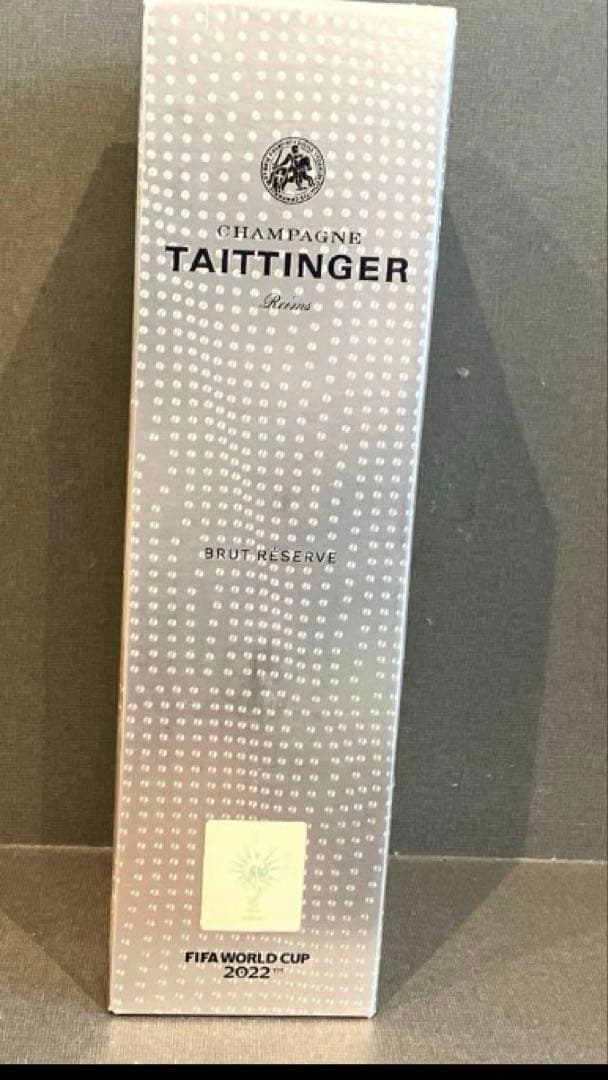 CHAMPAGNE
TAITTINGER
Reims
BRUT RÉSERVE
FIFA WORLD CUP
2022™